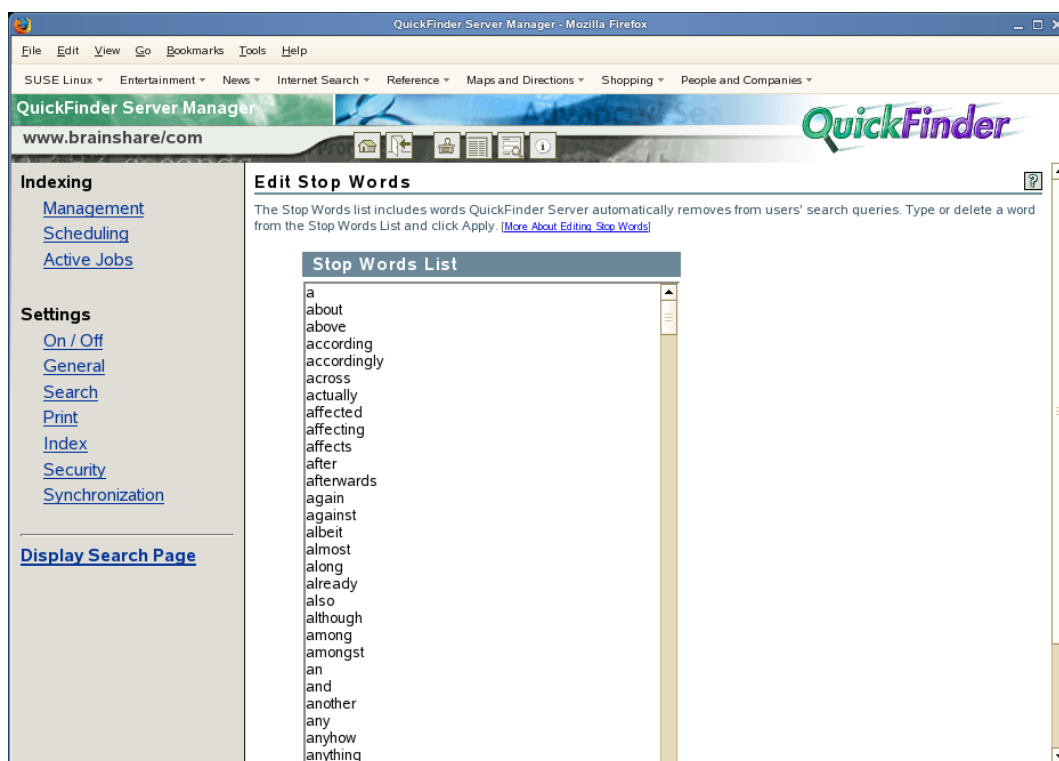 QuickFinder Server Manager - Mozilla Firefox
File Edit View Go Bookmarks Tools Help
SUSE Linux Entertainment News Internet Search Reference Maps and Directions Shopping People and Companies
QuickFinder Server Manager
Advanced Sea
QuickFinder
www.brainshare/com
Indexing
Management
Scheduling
Active Jobs
Settings
On / Off
General
Search
Print
Index
Security
Synchronization
Display Search Page
Edit Stop Words
?
The Stop Words list includes words QuickFinder Server automatically removes from users' search queries. Type or delete a word
from the Stop Words List and click Apply. [More About Editing Stop Words]
Stop Words List
a
about
above
according
accordingly
across
actually
affected
affecting
affects
after
afterwards
again
against
albeit
almost
along
already
also
although
among
amongst
an
and
another
any
anyhow
anything